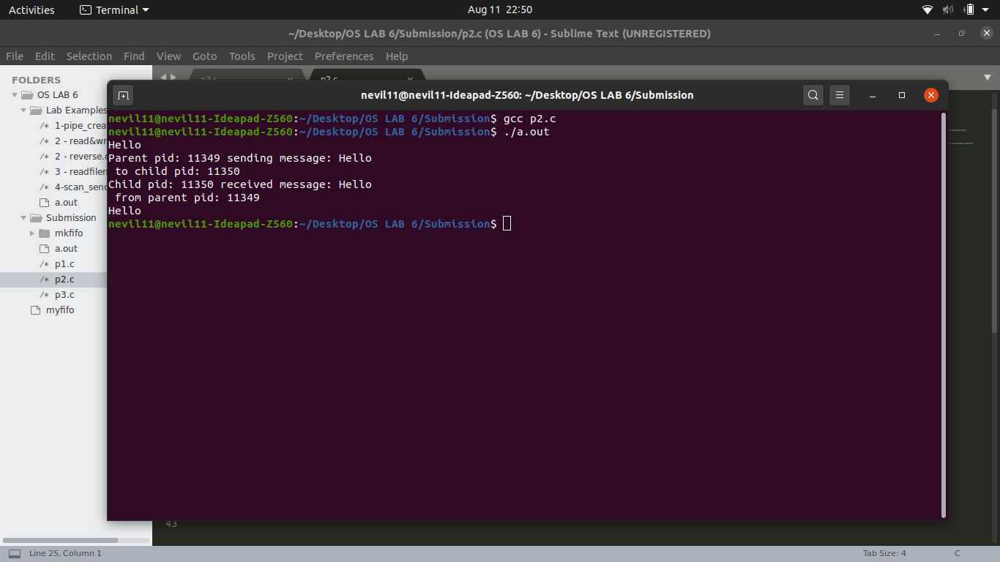 Activities
Terminal
Aug 11 22:50
~/Desktop/OS LAB 6/Submission/p2.c (OS LAB 6) - Sublime Text (UNREGISTERED)
File Edit Selection Find View Goto Tools Project Preferences Help
FOLDERS
OS LAB 6
Lab Examples
/* 1-pipe_crea
/* 2 - read&wr
/* 2 - reverse.c
/* 3 - readfilen
/* 4-scan_send
a.out
Submission
mkfifo
a.out
/* p1.c
/* p2.c
/* p3.c
myfifo
p3.c
p2.c
nevil11@nevil11-Ideapad-Z560: ~/Desktop/OS LAB 6/Submission
nevil11@nevil11-Ideapad-Z560:~/Desktop/OS LAB 6/Submission$ gcc p2.c
nevil11@nevil11-Ideapad-Z560:~/Desktop/OS LAB 6/Submission$ ./a.out
Hello
Parent pid: 11349 sending message: Hello
 to child pid: 11350
Child pid: 11350 received message: Hello
 from parent pid: 11349
Hello
nevil11@nevil11-Ideapad-Z560:~/Desktop/OS LAB 6/Submission$
43
Line 25, Column 1
Tab Size: 4
C